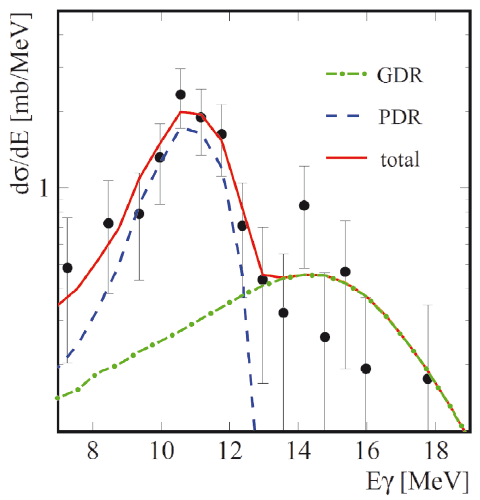 dσ/dE [mb/MeV]
1
GDR
PDR
total
8 10 12 14 16 18
Eγ [MeV]